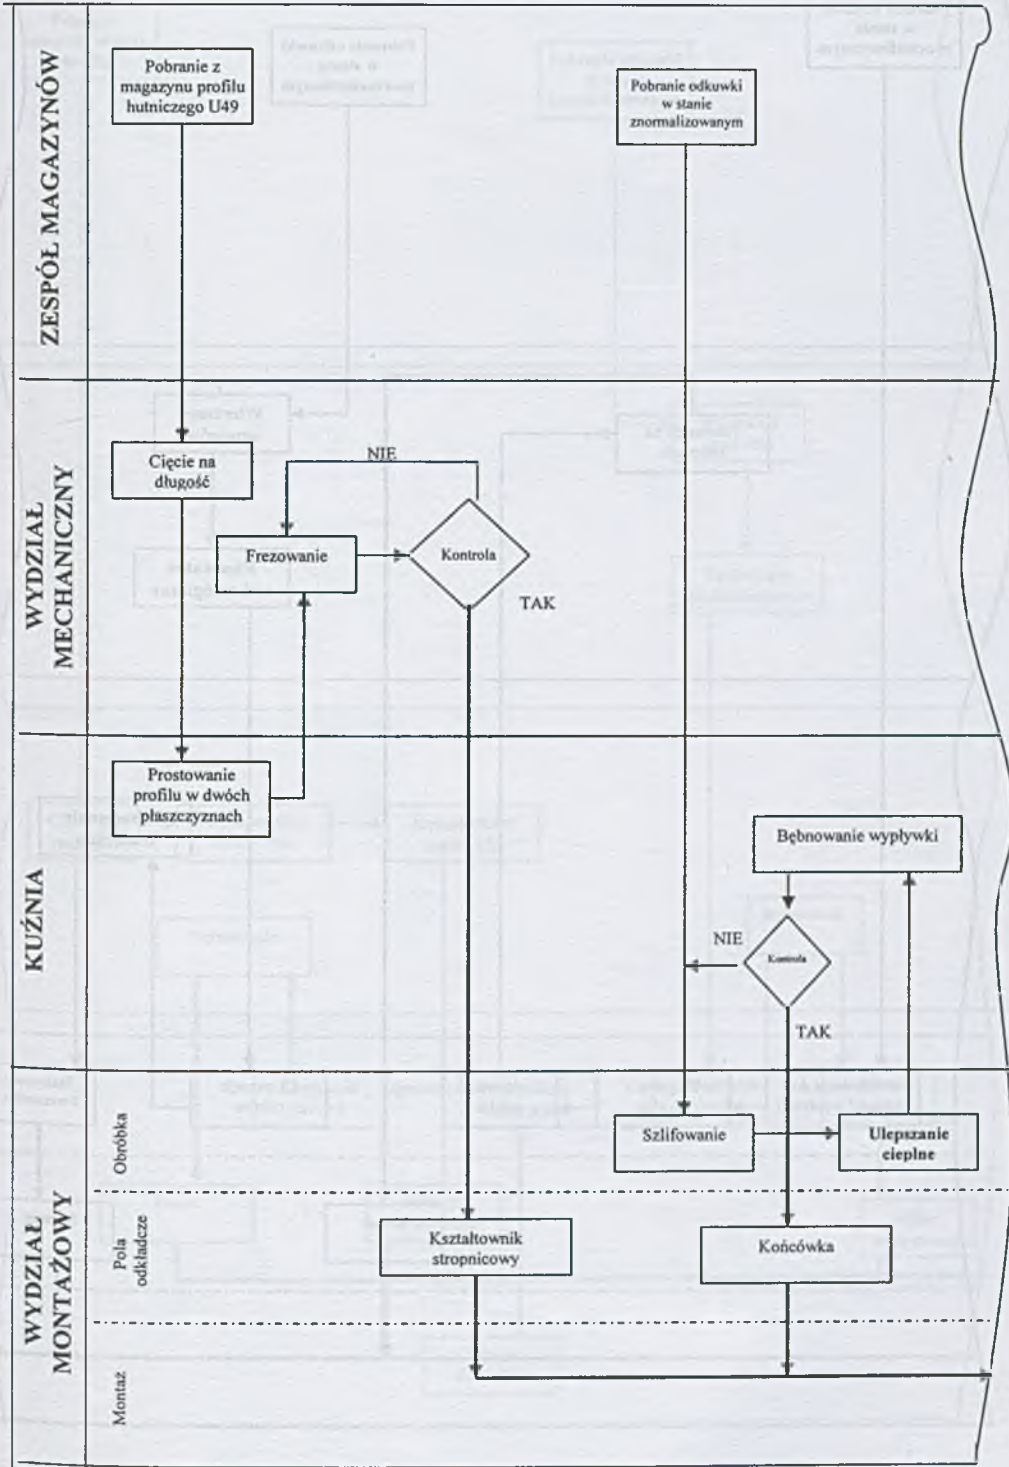 ZESPÓŁ MAGAZYNÓW
Pobranie z
magazynu profilu
hutniczego U49
Pobranie odkuwki
w stanie
znormalizowanym
WYDZIAŁ
MECHANICZNY
Cięcie na
długość
NIE
Frezowanie
Kontrola
TAK
KUŹNIA
Prostowanie
profilu w dwóch
płaszczyznach
Bębnowanie wypływki
NIE
Kontrola
TAK
WYDZIAŁ
MONTAŻOWY
Obróbka
Szlifowanie
Ulepszanie
cieplne
Pola
odkładcze
Kształtownik
stropnicowy
Końcówka
Montaż